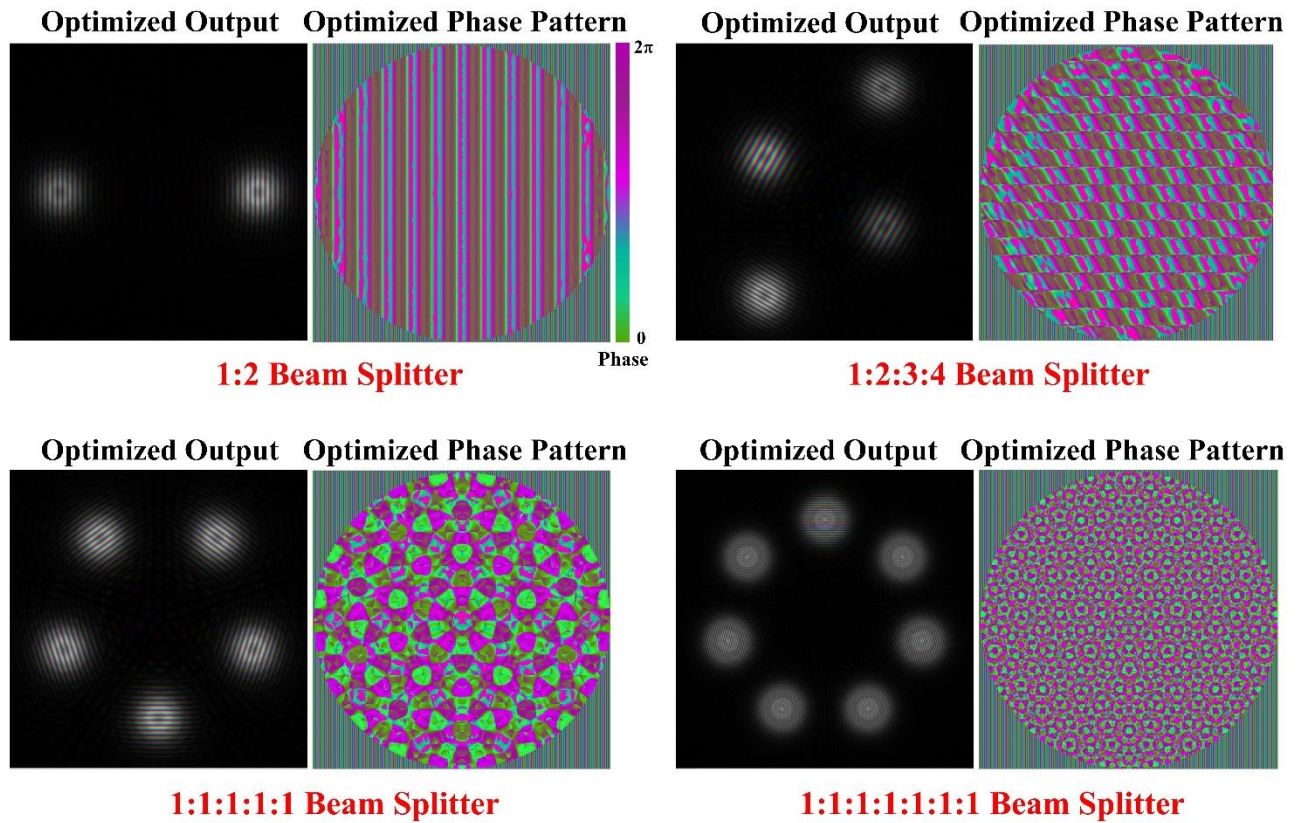 Optimized Output Optimized Phase Pattern
2π
0
Phase
1:2 Beam Splitter
Optimized Output Optimized Phase Pattern
1:2:3:4 Beam Splitter
Optimized Output Optimized Phase Pattern
1:1:1:1:1 Beam Splitter
Optimized Output Optimized Phase Pattern
1:1:1:1:1:1:1 Beam Splitter